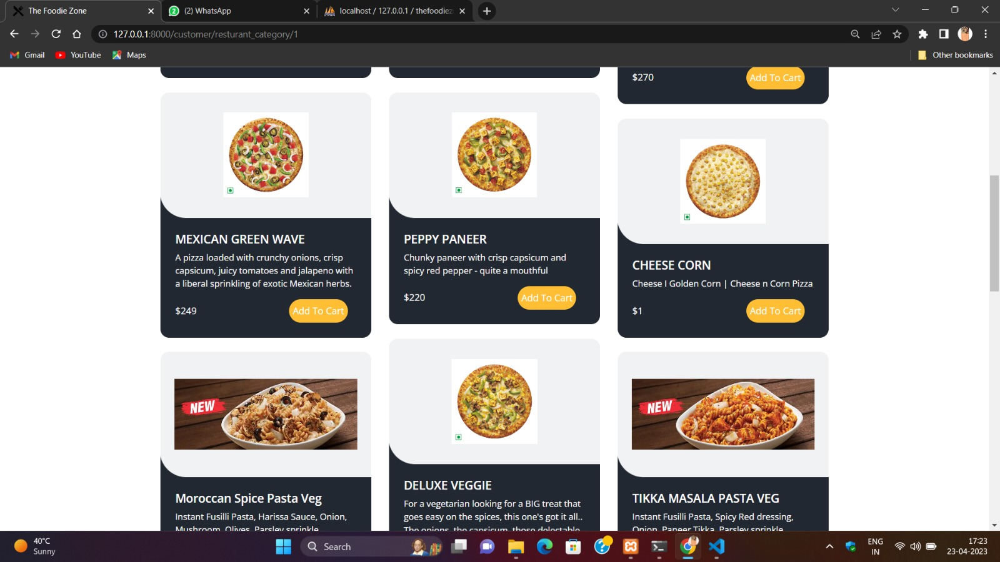 The Foodie Zone
(2) WhatsApp
localhost / 127.0.0.1 / thefoodiez
127.0.0.1:8000/customer/resturant_category/1
Gmail
YouTube
Maps
Other bookmarks
$270
Add To Cart
MEXICAN GREEN WAVE
A pizza loaded with crunchy onions, crisp
capsicum, juicy tomatoes and jalapeno with
a liberal sprinkling of exotic Mexican herbs.
$249
Add To Cart
PEPPY PANEER
Chunky paneer with crisp capsicum and
spicy red pepper - quite a mouthful
$220
Add To Cart
CHEESE CORN
Cheese I Golden Corn | Cheese n Corn Pizza
$1
Add To Cart
NEW
Moroccan Spice Pasta Veg
Instant Fusilli Pasta, Harissa Sauce, Onion,
Mushroom, Olives, Parsley sprinkle
DELUXE VEGGIE
For a vegetarian looking for a BIG treat that
goes easy on the spices, this one's got it all..
The onions, the capsicum, those delectable
NEW
TIKKA MASALA PASTA VEG
Instant Fusilli Pasta, Spicy Red dressing,
Onion, Paneer Tikka, Parsley sprinkle
40°C
Sunny
Search
ENG
IN
17:23
23-04-2023